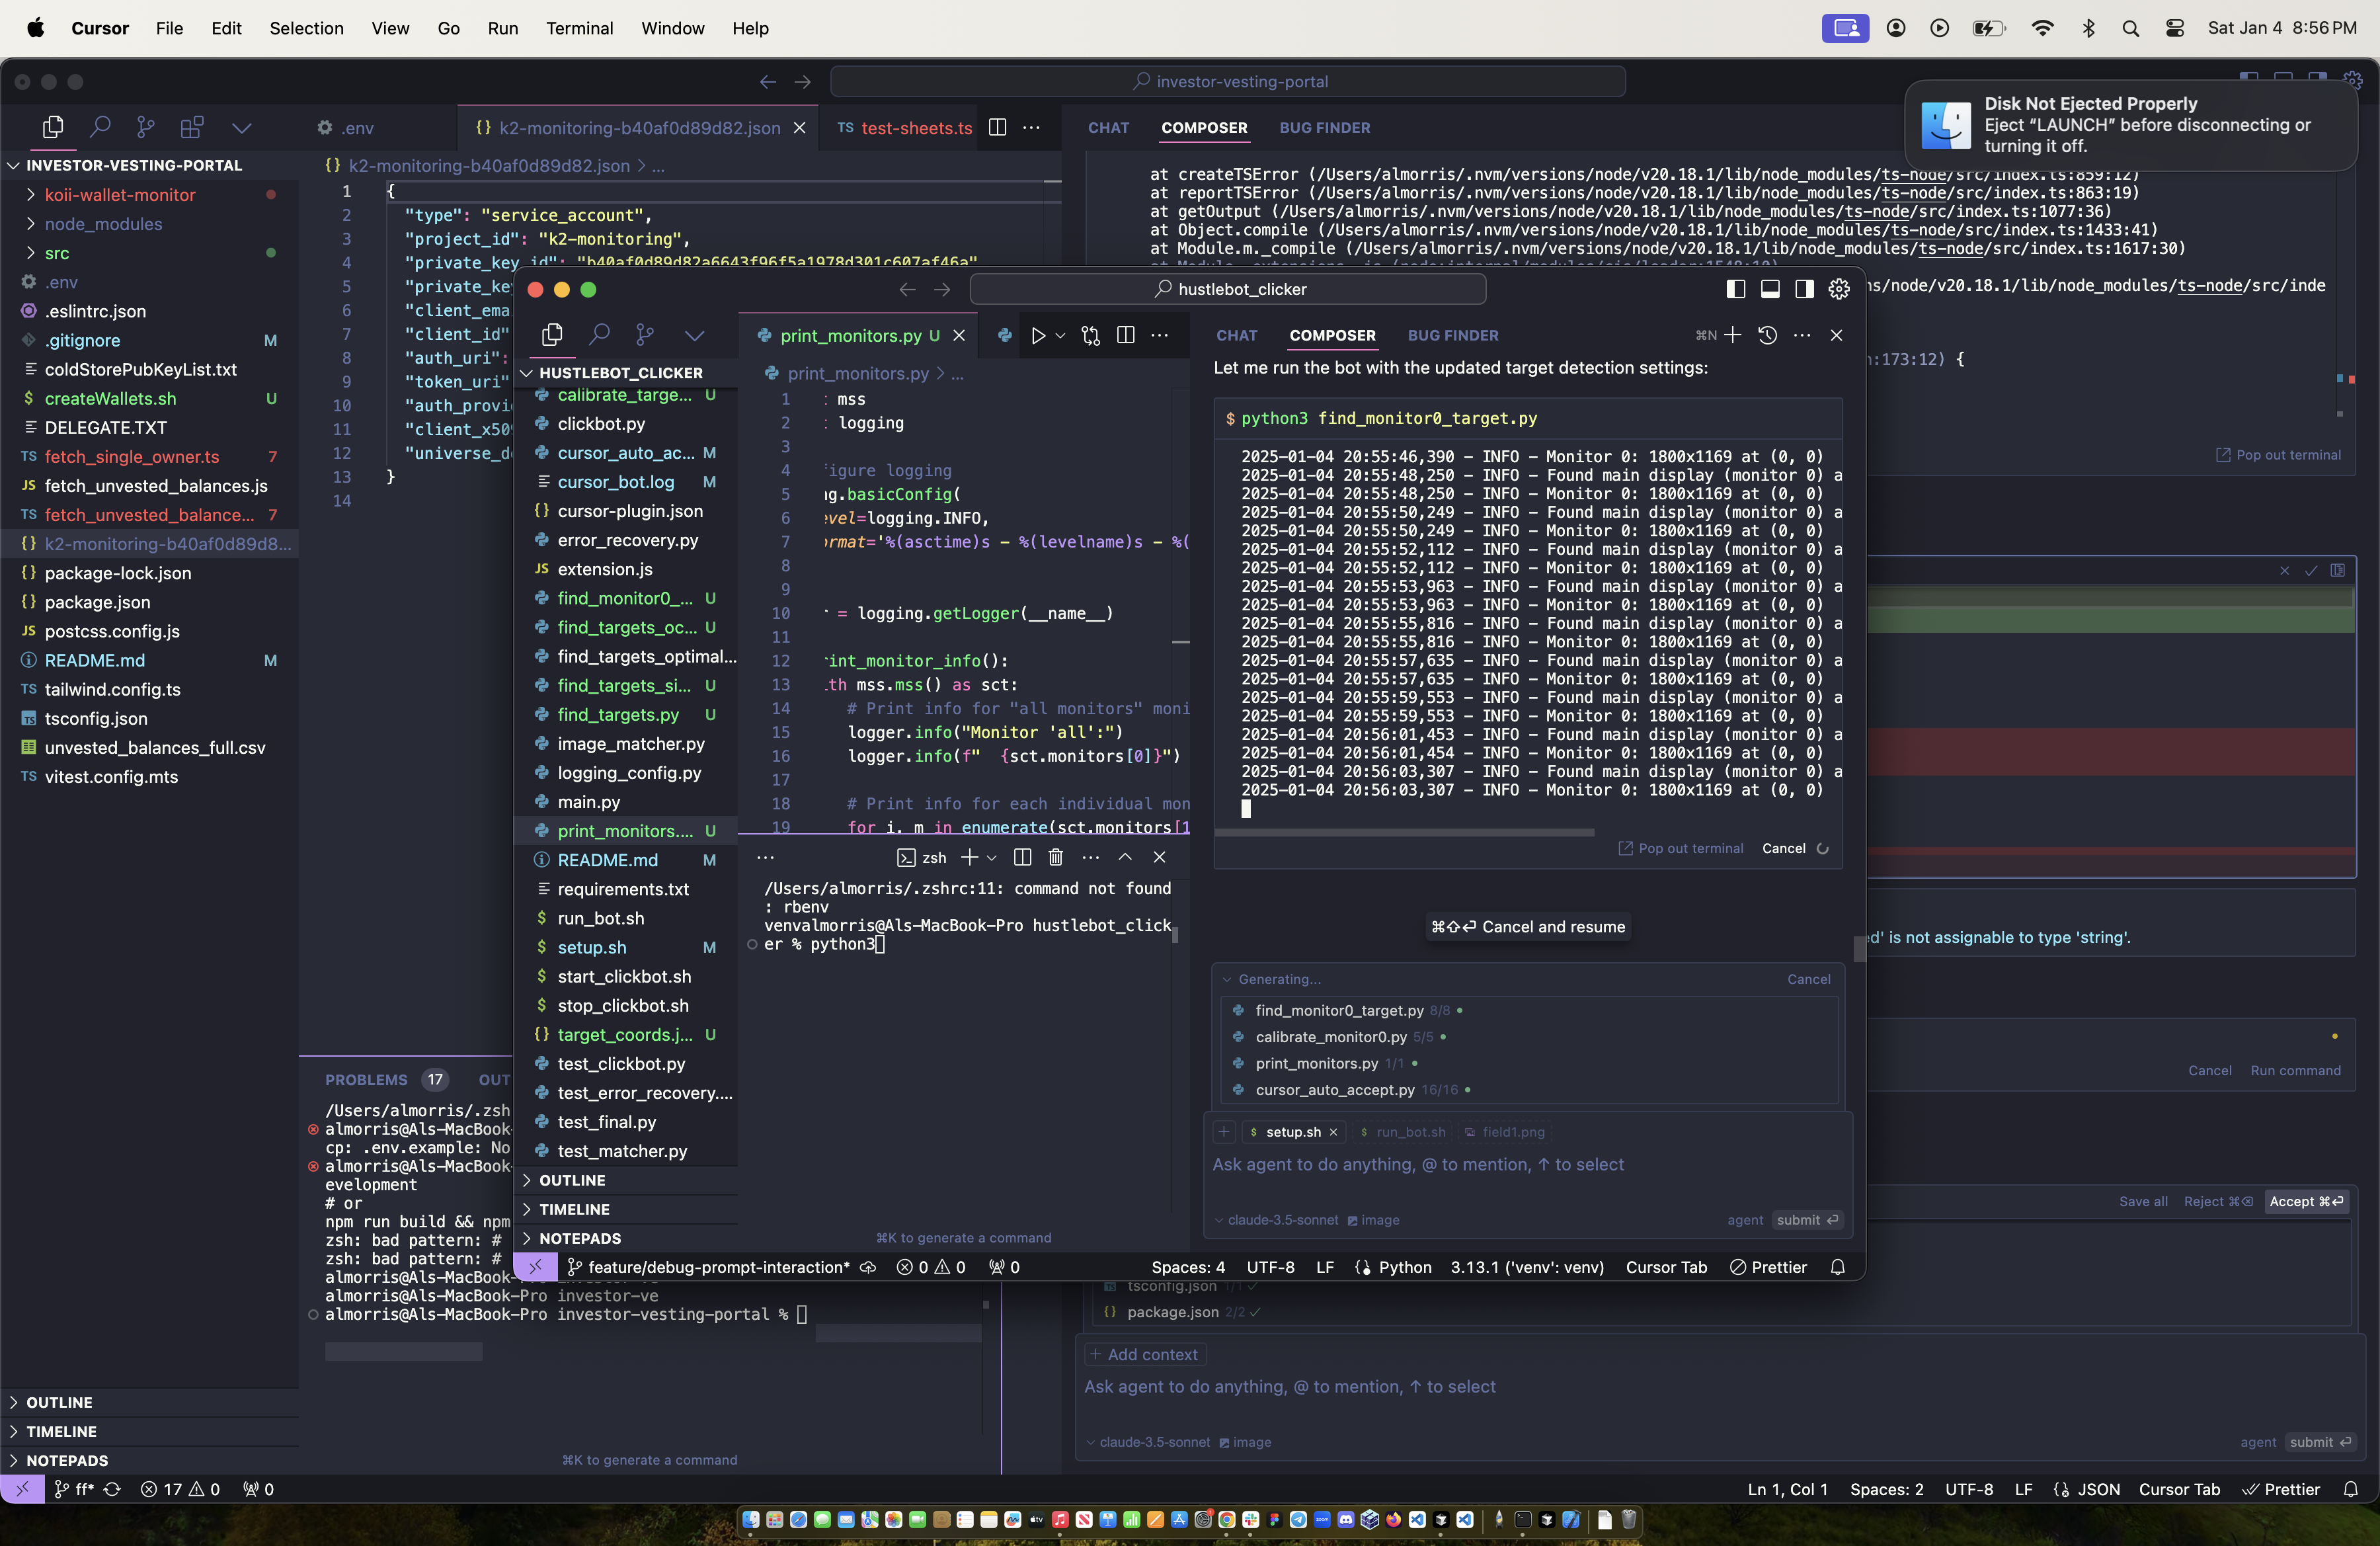 Cursor File Edit Selection View Go Run Terminal Window Help
Sat Jan 4 8:56 PM
investor-vesting-portal
Disk Not Ejected Properly
Eject “LAUNCH” before disconnecting or
turning it off.
.env
{} k2-monitoring-b40af0d89d82.json
TS test-sheets.ts
CHAT COMPOSER BUG FINDER
INVESTOR-VESTING-PORTAL
koii-wallet-monitor
node_modules
src
.env
.eslintrc.json
.gitignore M
coldStorePubKeyList.txt
$ createWallets.sh U
DELEGATE.TXT
TS fetch_single_owner.ts 7
JS fetch_unvested_balances.js
TS fetch_unvested_balance... 7
{} k2-monitoring-b40af0d89d8...
{} package-lock.json
{} package.json
JS postcss.config.js
README.md M
TS tailwind.config.ts
tsconfig.json
unvested_balances_full.csv
TS vitest.config.mts
OUTLINE
TIMELINE
NOTEPADS
{} k2-monitoring-b40af0d89d82.json > ...
1 {
2 "type": "service_account",
3 "project_id": "k2-monitoring",
4 "private_key_id": "b40af0d89d82a6643f96f5a1978d301c607af46a"
5 "private_key
6 "client_emai
7 "client_id"
8 "auth_uri":
9 "token_uri"
10 "auth_provi
11 "client_x509
12 "universe_do
13 }
14
at createTSError (/Users/almorris/.nvm/versions/node/v20.18.1/lib/node_modules/ts-node/src/index.ts:859:12)
at reportTSError (/Users/almorris/.nvm/versions/node/v20.18.1/lib/node_modules/ts-node/src/index.ts:863:19)
at getOutput (/Users/almorris/.nvm/versions/node/v20.18.1/lib/node_modules/ts-node/src/index.ts:1077:36)
at Object.compile (/Users/almorris/.nvm/versions/node/v20.18.1/lib/node_modules/ts-node/src/index.ts:1433:41)
at Module.m._compile (/Users/almorris/.nvm/versions/node/v20.18.1/lib/node_modules/ts-node/src/index.ts:1617:30)
ns/node/v20.18.1/lib/node_modules/ts-node/src/inde
n:173:12) {
Pop out terminal
ed' is not assignable to type 'string'.
Cancel Run command
Save all Reject ⌘⌫ Accept ⌘⏎
tsconfig.json 1/1 ✓
{} package.json 2/2 ✓
+ Add context
Ask agent to do anything, @ to mention, ↑ to select
claude-3.5-sonnet image
agent submit ⏎
PROBLEMS 17 OUT
/Users/almorris/.zsh
almorris@Als-MacBook-
cp: .env.example: No
almorris@Als-MacBook-
evelopment
# or
npm run build && npm
zsh: bad pattern: #
zsh: bad pattern: #
almorris@Als-MacBook-Pro investor-ve
almorris@Als-MacBook-Pro investor-ve
almorris@Als-MacBook-Pro investor-vesting-portal %
⌘K to generate a command
ff* 17 0 0
Ln 1, Col 1 Spaces: 2 UTF-8 LF JSON Cursor Tab Prettier
hustlebot_clicker
print_monitors.py U
CHAT COMPOSER BUG FINDER
⌘N
HUSTLEBOT_CLICKER
calibrate_targe... U
clickbot.py
cursor_auto_ac... M
cursor_bot.log M
{} cursor-plugin.json
error_recovery.py
JS extension.js
find_monitor0_... U
find_targets_oc... U
find_targets_optimal...
find_targets_si... U
find_targets.py U
image_matcher.py
logging_config.py
main.py
print_monitors.... U
README.md M
requirements.txt
$ run_bot.sh
$ setup.sh M
$ start_clickbot.sh
$ stop_clickbot.sh
{} target_coords.j... U
test_clickbot.py
test_error_recovery....
test_final.py
test_matcher.py
OUTLINE
TIMELINE
NOTEPADS
print_monitors.py > ...
1 : mss
2 : logging
3
4 figure logging
5 ng.basicConfig(
6 evel=logging.INFO,
7 ormat='%(asctime)s - %(levelname)s - %(
8
9
10 r = logging.getLogger(__name__)
11
12 rint_monitor_info():
13 ith mss.mss() as sct:
14 # Print info for "all monitors" moni
15 logger.info("Monitor 'all':")
16 logger.info(f" {sct.monitors[0]}")
17
18 # Print info for each individual mon
19 for i, m in enumerate(sct.monitors[1
zsh
/Users/almorris/.zshrc:11: command not found
: rbenv
venvalmorris@Als-MacBook-Pro hustlebot_click
er % python3
⌘K to generate a command
Let me run the bot with the updated target detection settings:
$ python3 find_monitor0_target.py
2025-01-04 20:55:46,390 - INFO - Monitor 0: 1800x1169 at (0, 0)
2025-01-04 20:55:48,250 - INFO - Found main display (monitor 0) a
2025-01-04 20:55:48,250 - INFO - Monitor 0: 1800x1169 at (0, 0)
2025-01-04 20:55:50,249 - INFO - Found main display (monitor 0) a
2025-01-04 20:55:50,249 - INFO - Monitor 0: 1800x1169 at (0, 0)
2025-01-04 20:55:52,112 - INFO - Found main display (monitor 0) a
2025-01-04 20:55:52,112 - INFO - Monitor 0: 1800x1169 at (0, 0)
2025-01-04 20:55:53,963 - INFO - Found main display (monitor 0) a
2025-01-04 20:55:53,963 - INFO - Monitor 0: 1800x1169 at (0, 0)
2025-01-04 20:55:55,816 - INFO - Found main display (monitor 0) a
2025-01-04 20:55:55,816 - INFO - Monitor 0: 1800x1169 at (0, 0)
2025-01-04 20:55:57,635 - INFO - Found main display (monitor 0) a
2025-01-04 20:55:57,635 - INFO - Monitor 0: 1800x1169 at (0, 0)
2025-01-04 20:55:59,553 - INFO - Found main display (monitor 0) a
2025-01-04 20:55:59,553 - INFO - Monitor 0: 1800x1169 at (0, 0)
2025-01-04 20:56:01,453 - INFO - Found main display (monitor 0) a
2025-01-04 20:56:01,454 - INFO - Monitor 0: 1800x1169 at (0, 0)
2025-01-04 20:56:03,307 - INFO - Found main display (monitor 0) a
2025-01-04 20:56:03,307 - INFO - Monitor 0: 1800x1169 at (0, 0)
Pop out terminal Cancel
⌘⇧⏎ Cancel and resume
Generating... Cancel
find_monitor0_target.py 8/8
calibrate_monitor0.py 5/5
print_monitors.py 1/1
cursor_auto_accept.py 16/16
+ $ setup.sh × $ run_bot.sh field1.png
Ask agent to do anything, @ to mention, ↑ to select
claude-3.5-sonnet image
agent submit ⏎
feature/debug-prompt-interaction* 0 0 0
Spaces: 4 UTF-8 LF Python 3.13.1 ('venv': venv) Cursor Tab Prettier